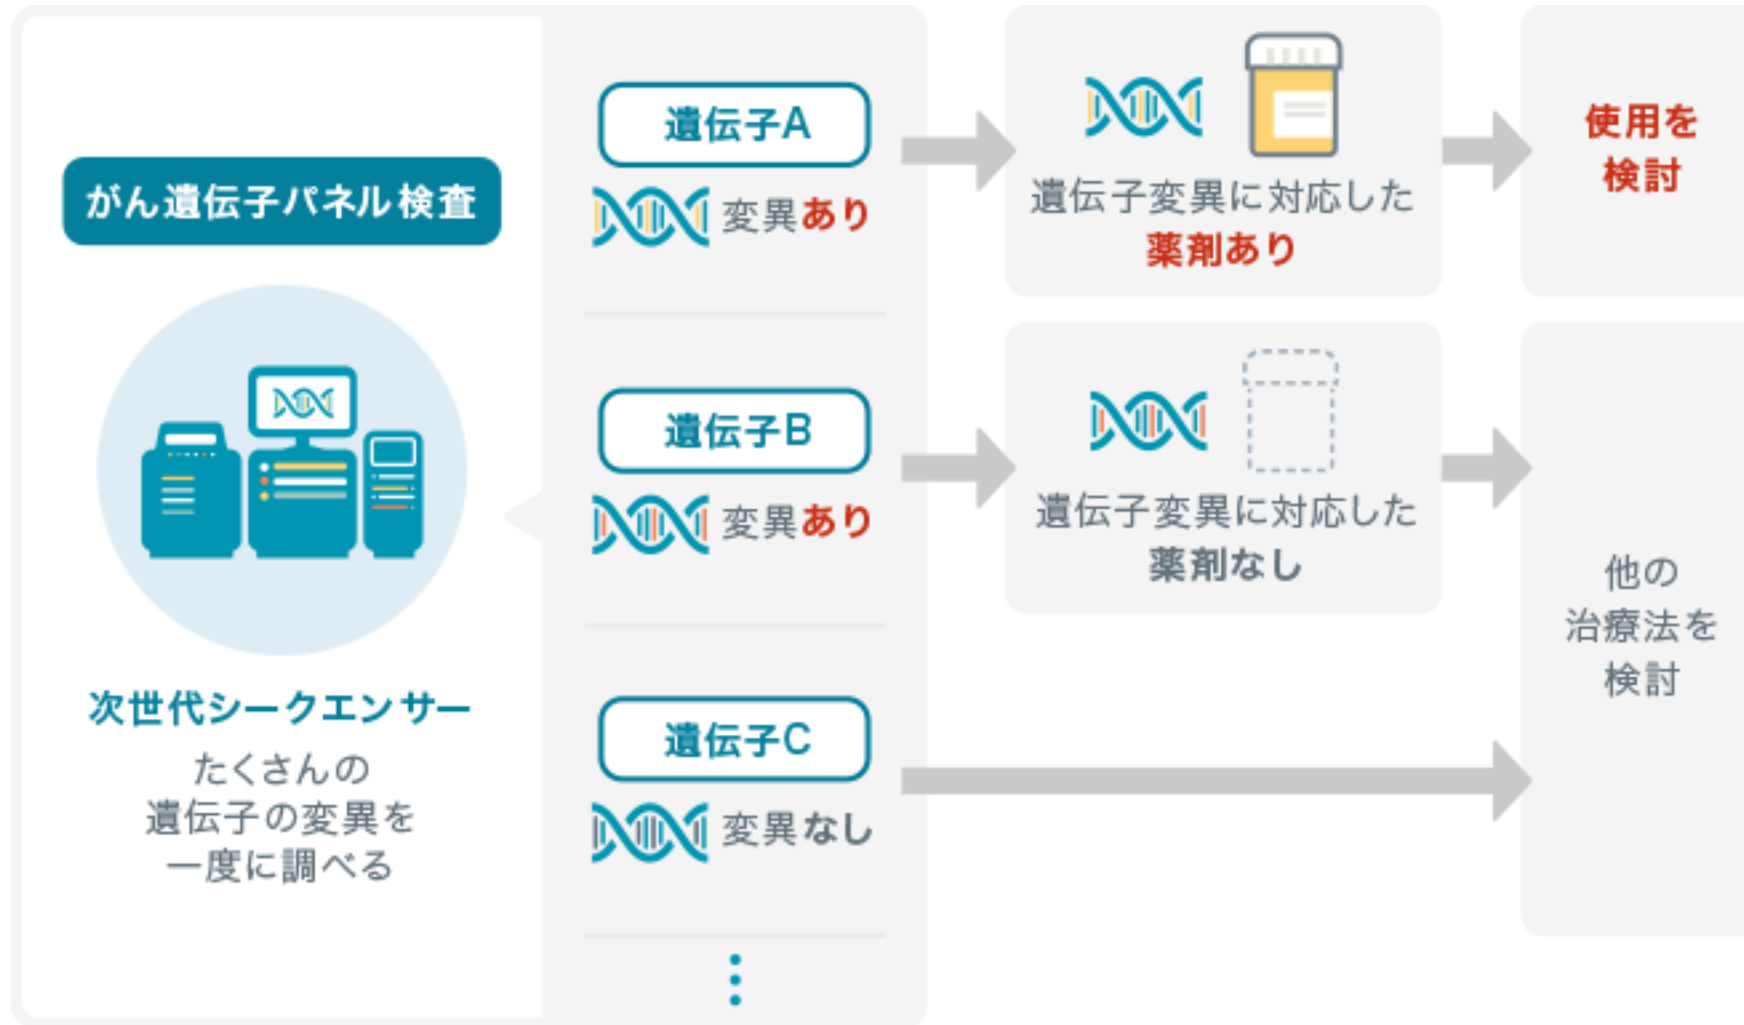 がん遺伝子パネル検査
次世代シークエンサー
たくさんの
遺伝子の変異を
一度に調べる
遺伝子A
変異あり
遺伝子変異に対応した
薬剤あり
使用を
検討
遺伝子B
変異あり
遺伝子変異に対応した
薬剤なし
遺伝子C
変異なし
他の
治療法を
検討